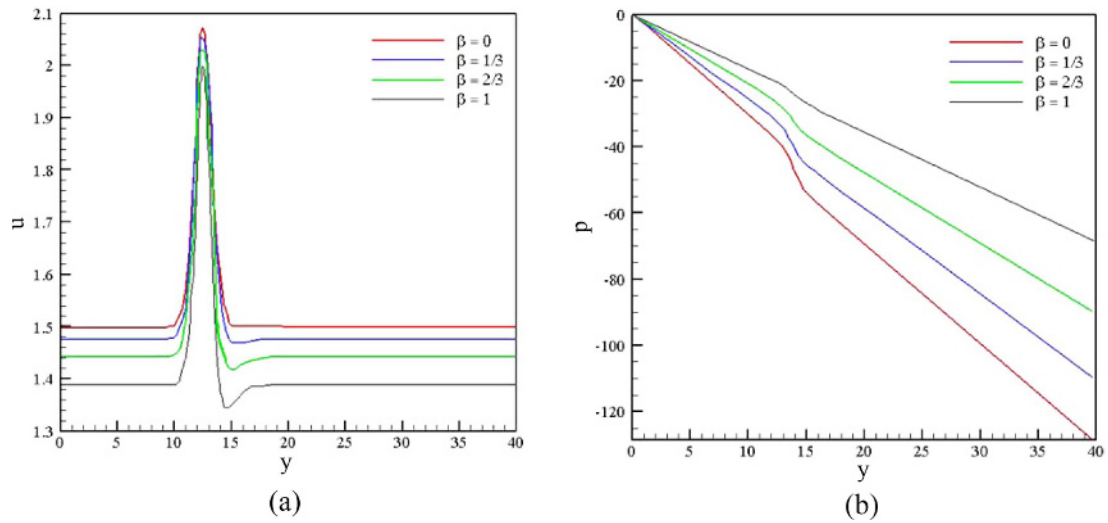 2.1
2
1.9
1.8
1.7
1.6
1.5
1.4
1.3
u
0 5 10 15 20 25 30 35 40
y
β = 0
β = 1/3
β = 2/3
β = 1
(a)
0
-20
-40
-60
-80
-100
-120
p
0 5 10 15 20 25 30 35 40
y
β = 0
β = 1/3
β = 2/3
β = 1
(b)